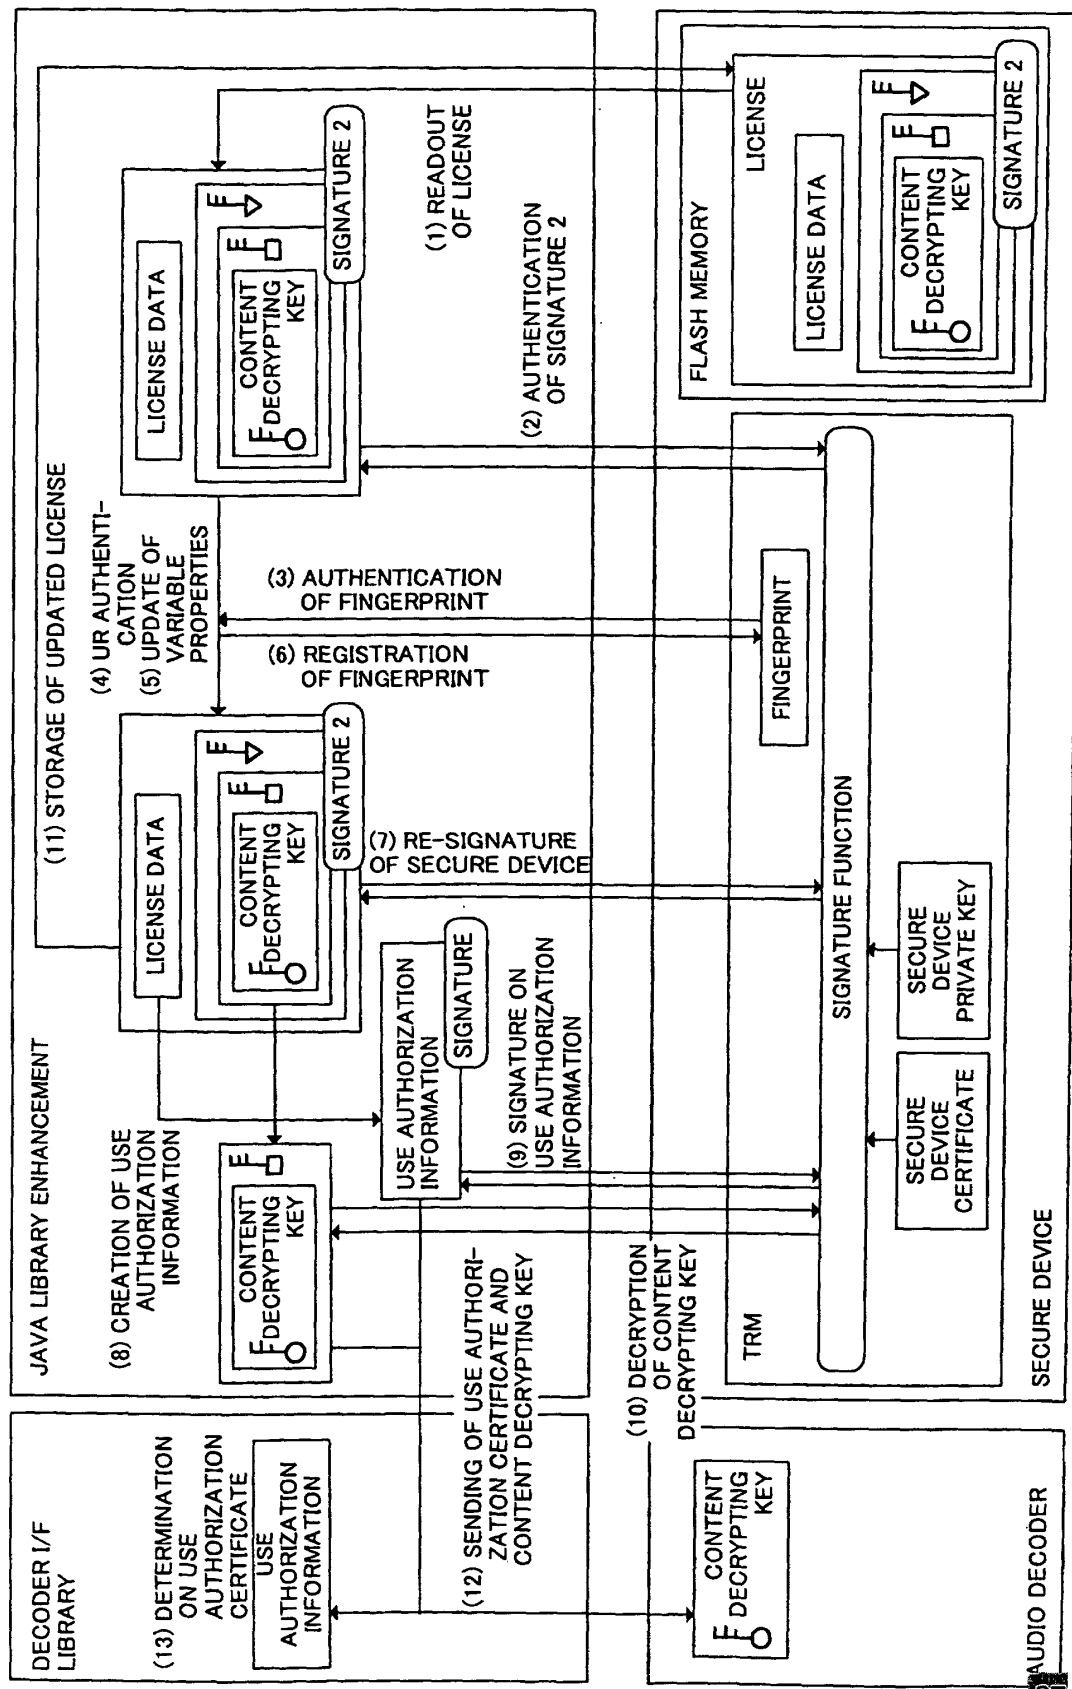 DECODER I/F
LIBRARY
(13) DETERMINATION
ON USE
AUTHORIZATION
CERTIFICATE
USE
AUTHORIZATION
INFORMATION
JAVA LIBRARY ENHANCEMENT
(8) CREATION OF USE
AUTHORIZATION
INFORMATION
CONTENT
DECRYPTING
KEY
(11) STORAGE OF UPDATED LICENSE
LICENSE DATA
CONTENT
DECRYPTING
KEY
SIGNATURE 2
(4) UR AUTHENTI-
CATION
(5) UPDATE OF
VARIABLE
PROPERTIES
LICENSE DATA
CONTENT
DECRYPTING
KEY
SIGNATURE 2
(3) AUTHENTICATION
OF FINGERPRINT
(6) REGISTRATION
OF FINGERPRINT
(7) RE-SIGNATURE
OF SECURE DEVICE
USE AUTHORIZATION
INFORMATION
SIGNATURE
(9) SIGNATURE ON
USE AUTHORIZATION
INFORMATION
(1) READOUT
OF LICENSE
(2) AUTHENTICATION
OF SIGNATURE 2
(12) SENDING OF USE AUTHORI-
ZATION CERTIFICATE AND
CONTENT DECRYPTING KEY
(10) DECRYPTION
OF CONTENT
DECRYPTING KEY
CONTENT
DECRYPTING
KEY
AUDIO DECODER
TRM
SIGNATURE FUNCTION
FINGERPRINT
SECURE
DEVICE
CERTIFICATE
SECURE
DEVICE
PRIVATE KEY
SECURE DEVICE
FLASH MEMORY
LICENSE
LICENSE DATA
CONTENT
DECRYPTING
KEY
SIGNATURE 2